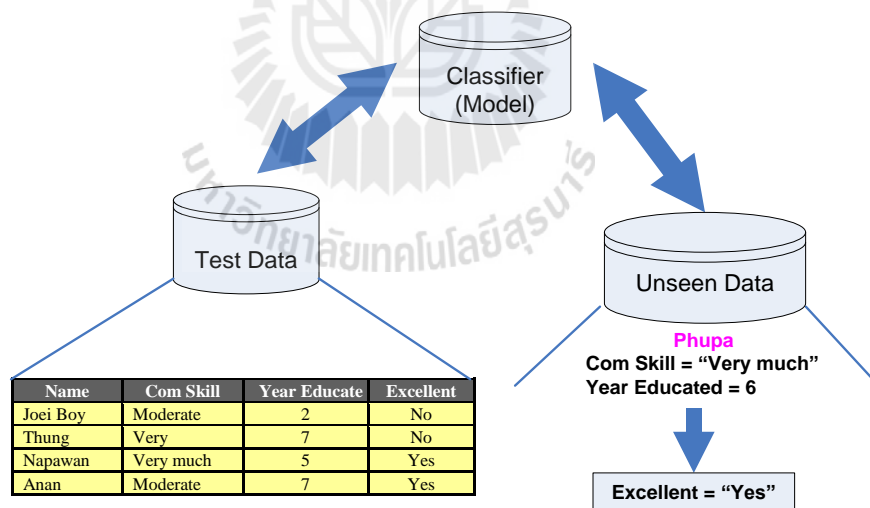 Classifier
(Model)
มหาวิทยาลัยเทคโนโลยีสุรนารี
Test Data
Unseen Data
Phupa
Com Skill = “Very much”
Year Educated = 6
Name Com Skill Year Educate Excellent
Joei Boy Moderate 2 No
Thung Very 7 No
Napawan Very much 5 Yes
Anan Moderate 7 Yes
Excellent = “Yes”